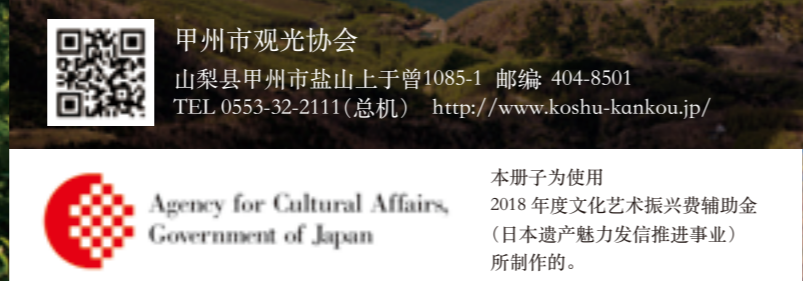 甲州市观光协会
山梨县甲州市盐山上于曾1085-1 邮编 404-8501
TEL 0553-32-2111（总机） http://www.koshu-kankou.jp/
Agency for Cultural Affairs,
Government of Japan
本册子为使用
2018 年度文化艺术振兴费辅助金
（日本遗产魅力发信推进事业）
所制作的。